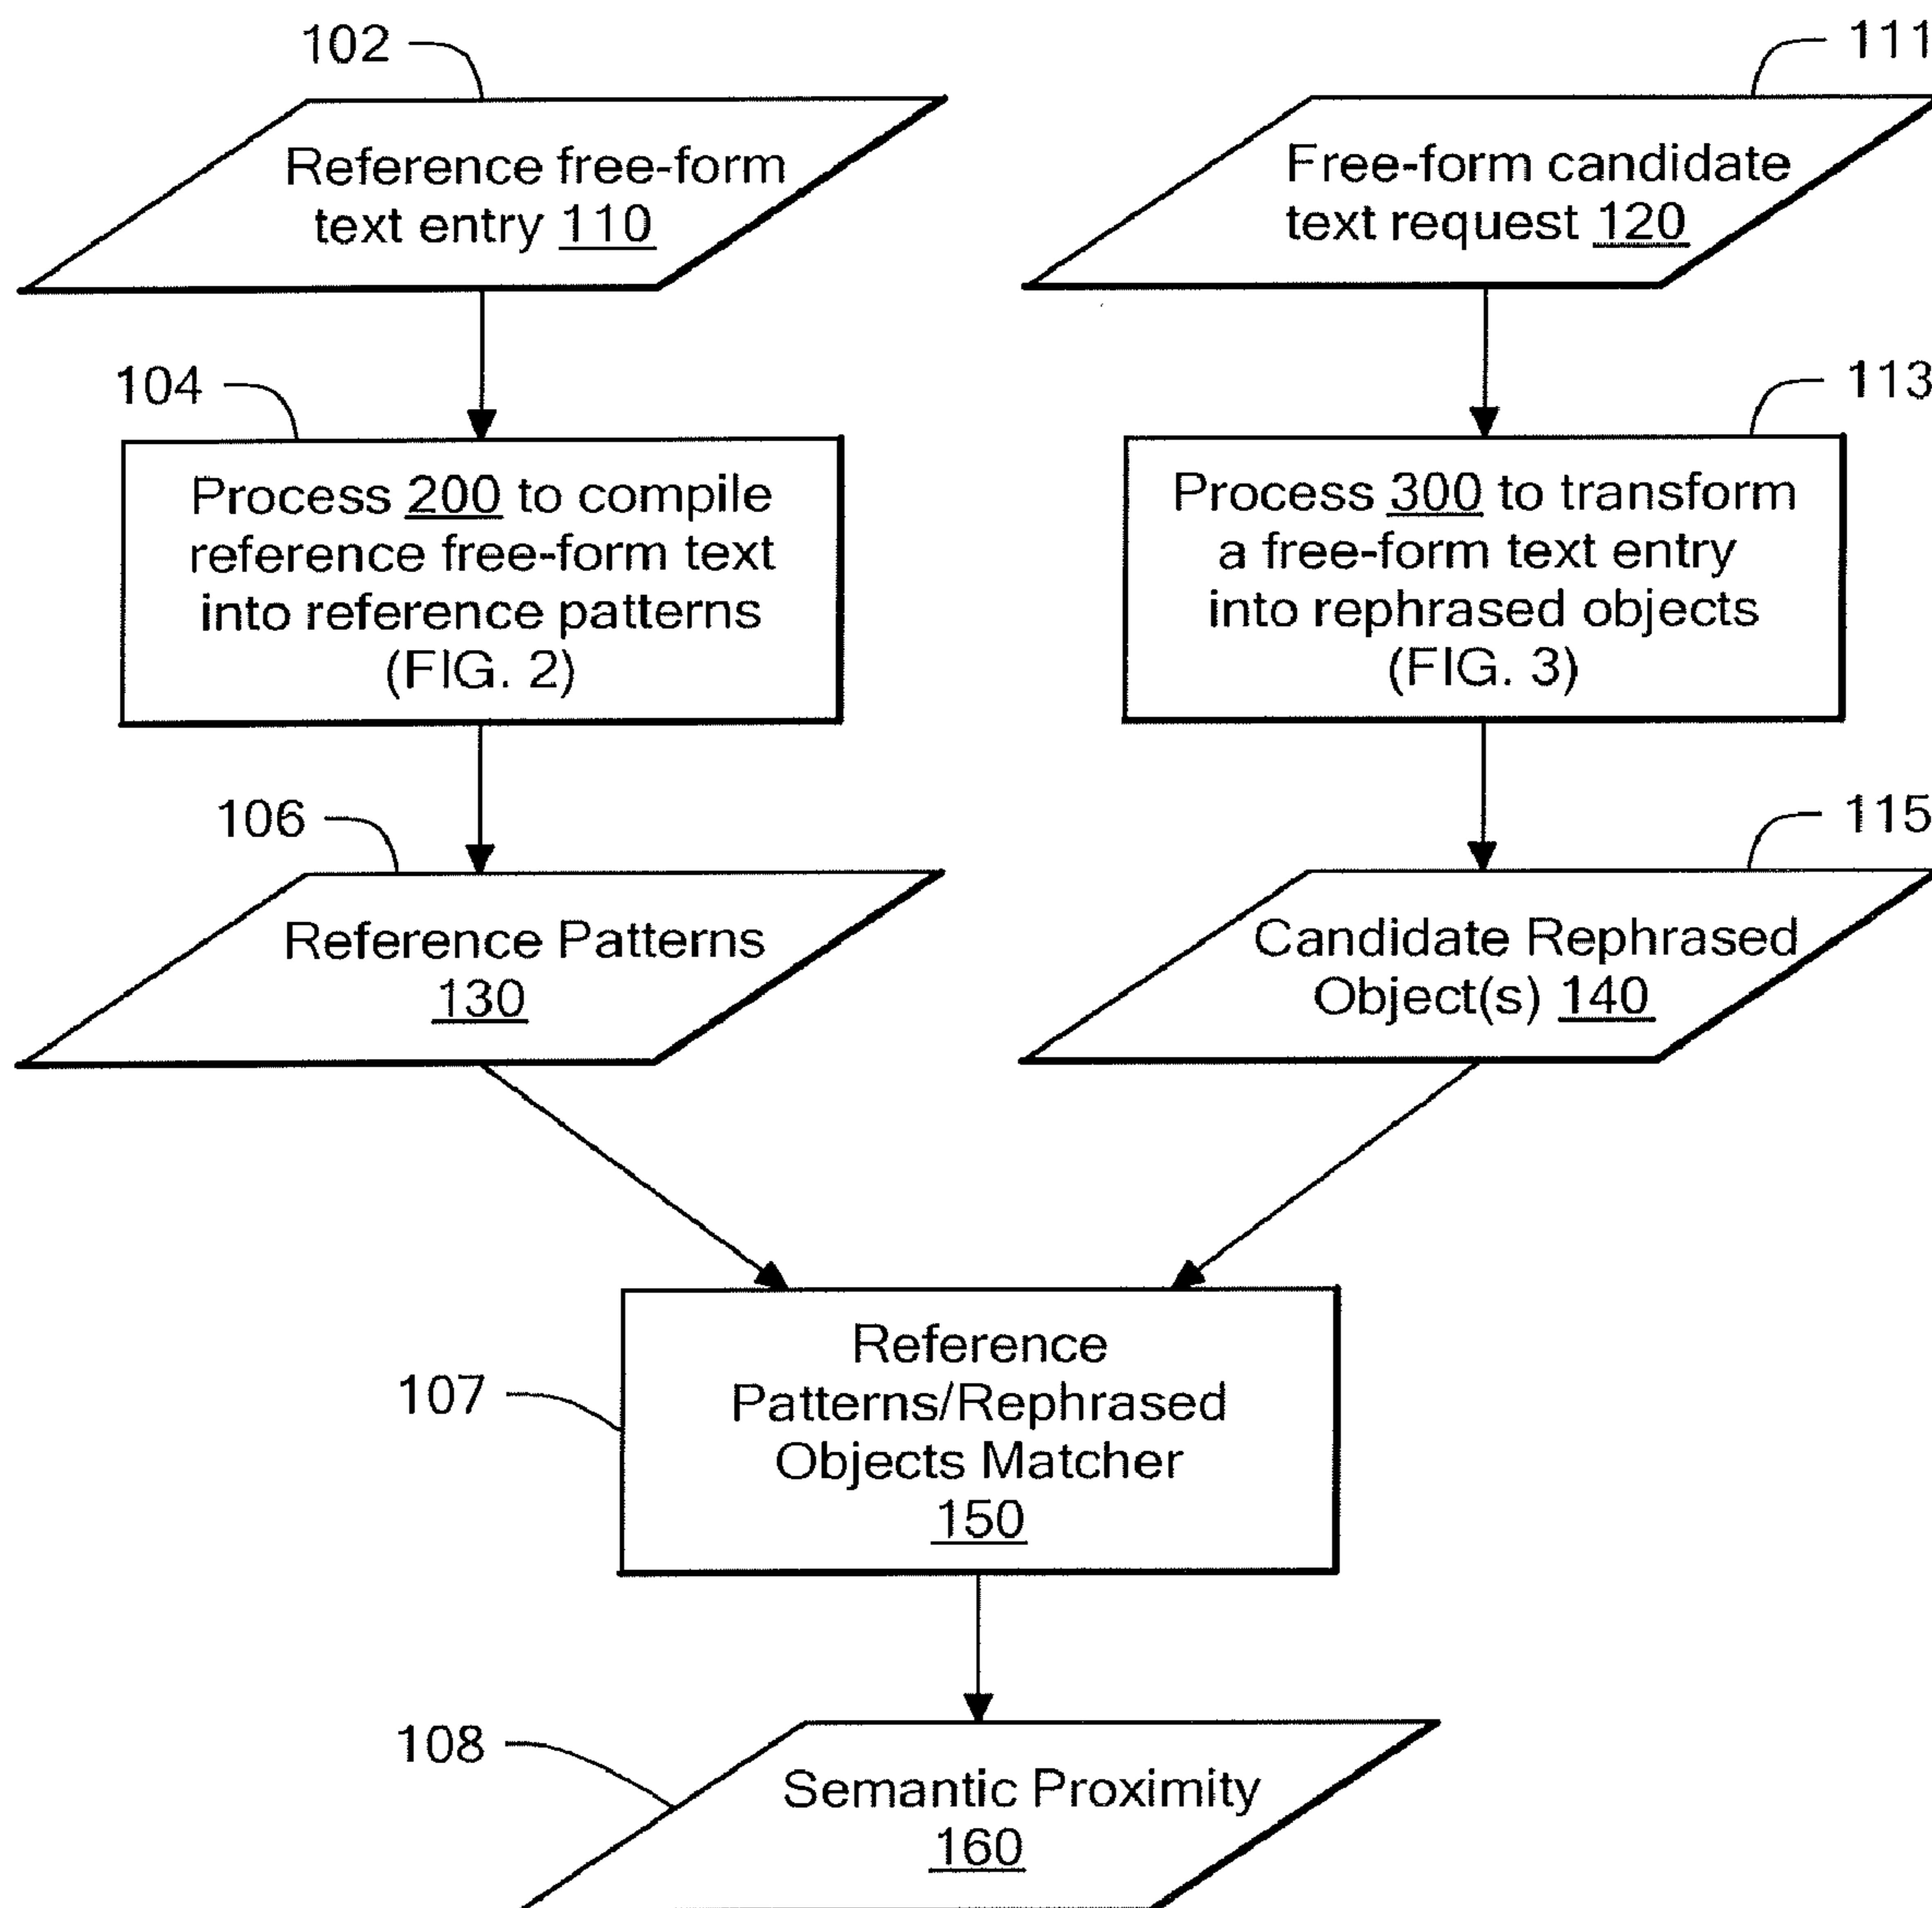 102
111
Reference free-form
text entry 110
Free-form candidate
text request 120
104
113
Process 200 to compile
reference free-form text
into reference patterns
(FIG. 2)
Process 300 to transform
a free-form text entry
into rephrased objects
(FIG. 3)
106
115
Reference Patterns
130
Candidate Rephrased
Object(s) 140
107
Reference
Patterns/Rephrased
Objects Matcher
150
108
Semantic Proximity
160